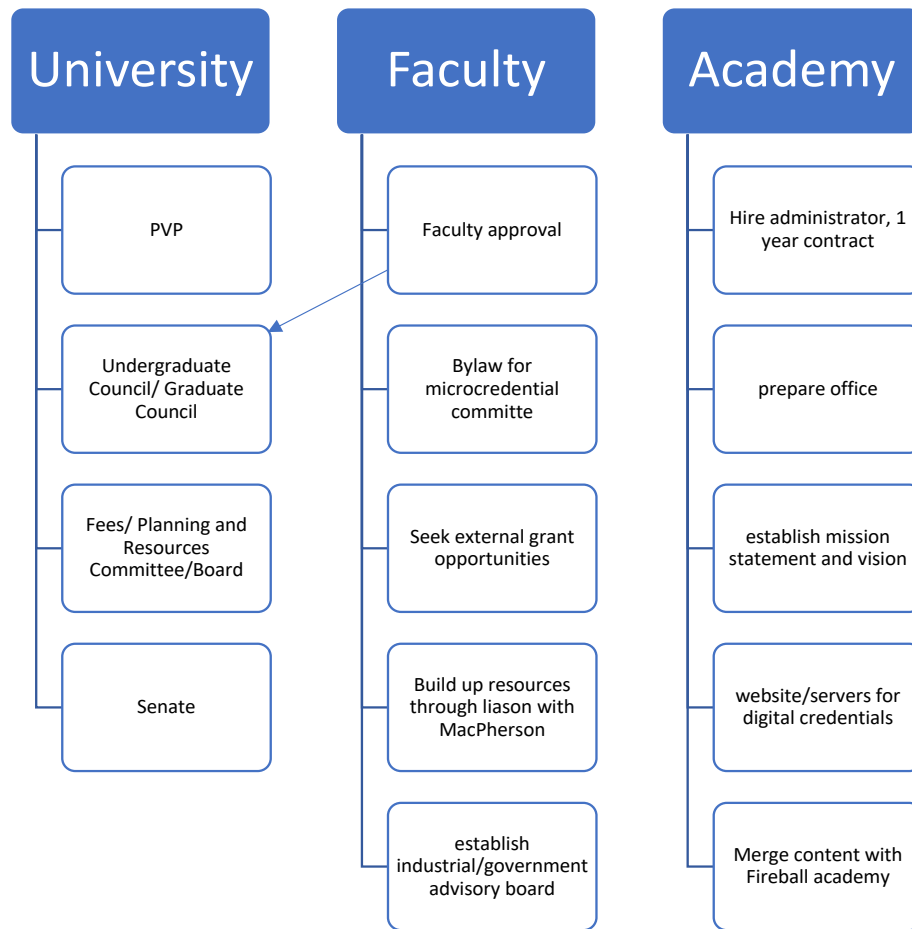 University
PVP
Undergraduate
Council/ Graduate
Council
Fees/ Planning and
Resources
Committee/Board
Senate
Faculty
Faculty approval
Bylaw for
microcredential
committe
Seek external grant
opportunities
Build up resources
through liason with
MacPherson
establish
industrial/government
advisory board
Academy
Hire administrator, 1
year contract
prepare office
establish mission
statement and vision
website/servers for
digital credentials
Merge content with
Fireball academy